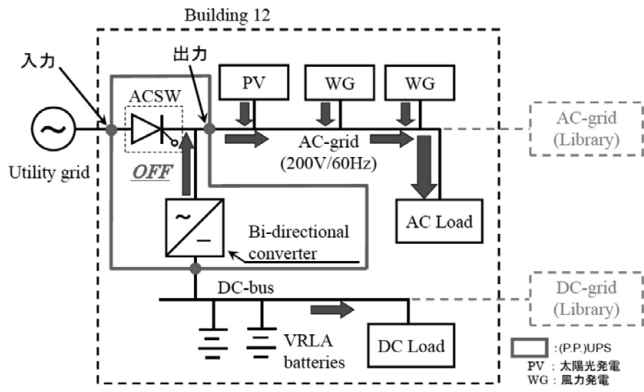 Building 12
入力
出力
ACSW
PV
WG
WG
Utility grid
OFF
AC-grid
(200V/60Hz)
AC-grid
(Library)
AC Load
Bi-directional
converter
DC-bus
VRLA
batteries
DC Load
DC-grid
(Library)
:(P.P.)UPS
PV : 太陽光発電
WG : 風力発電